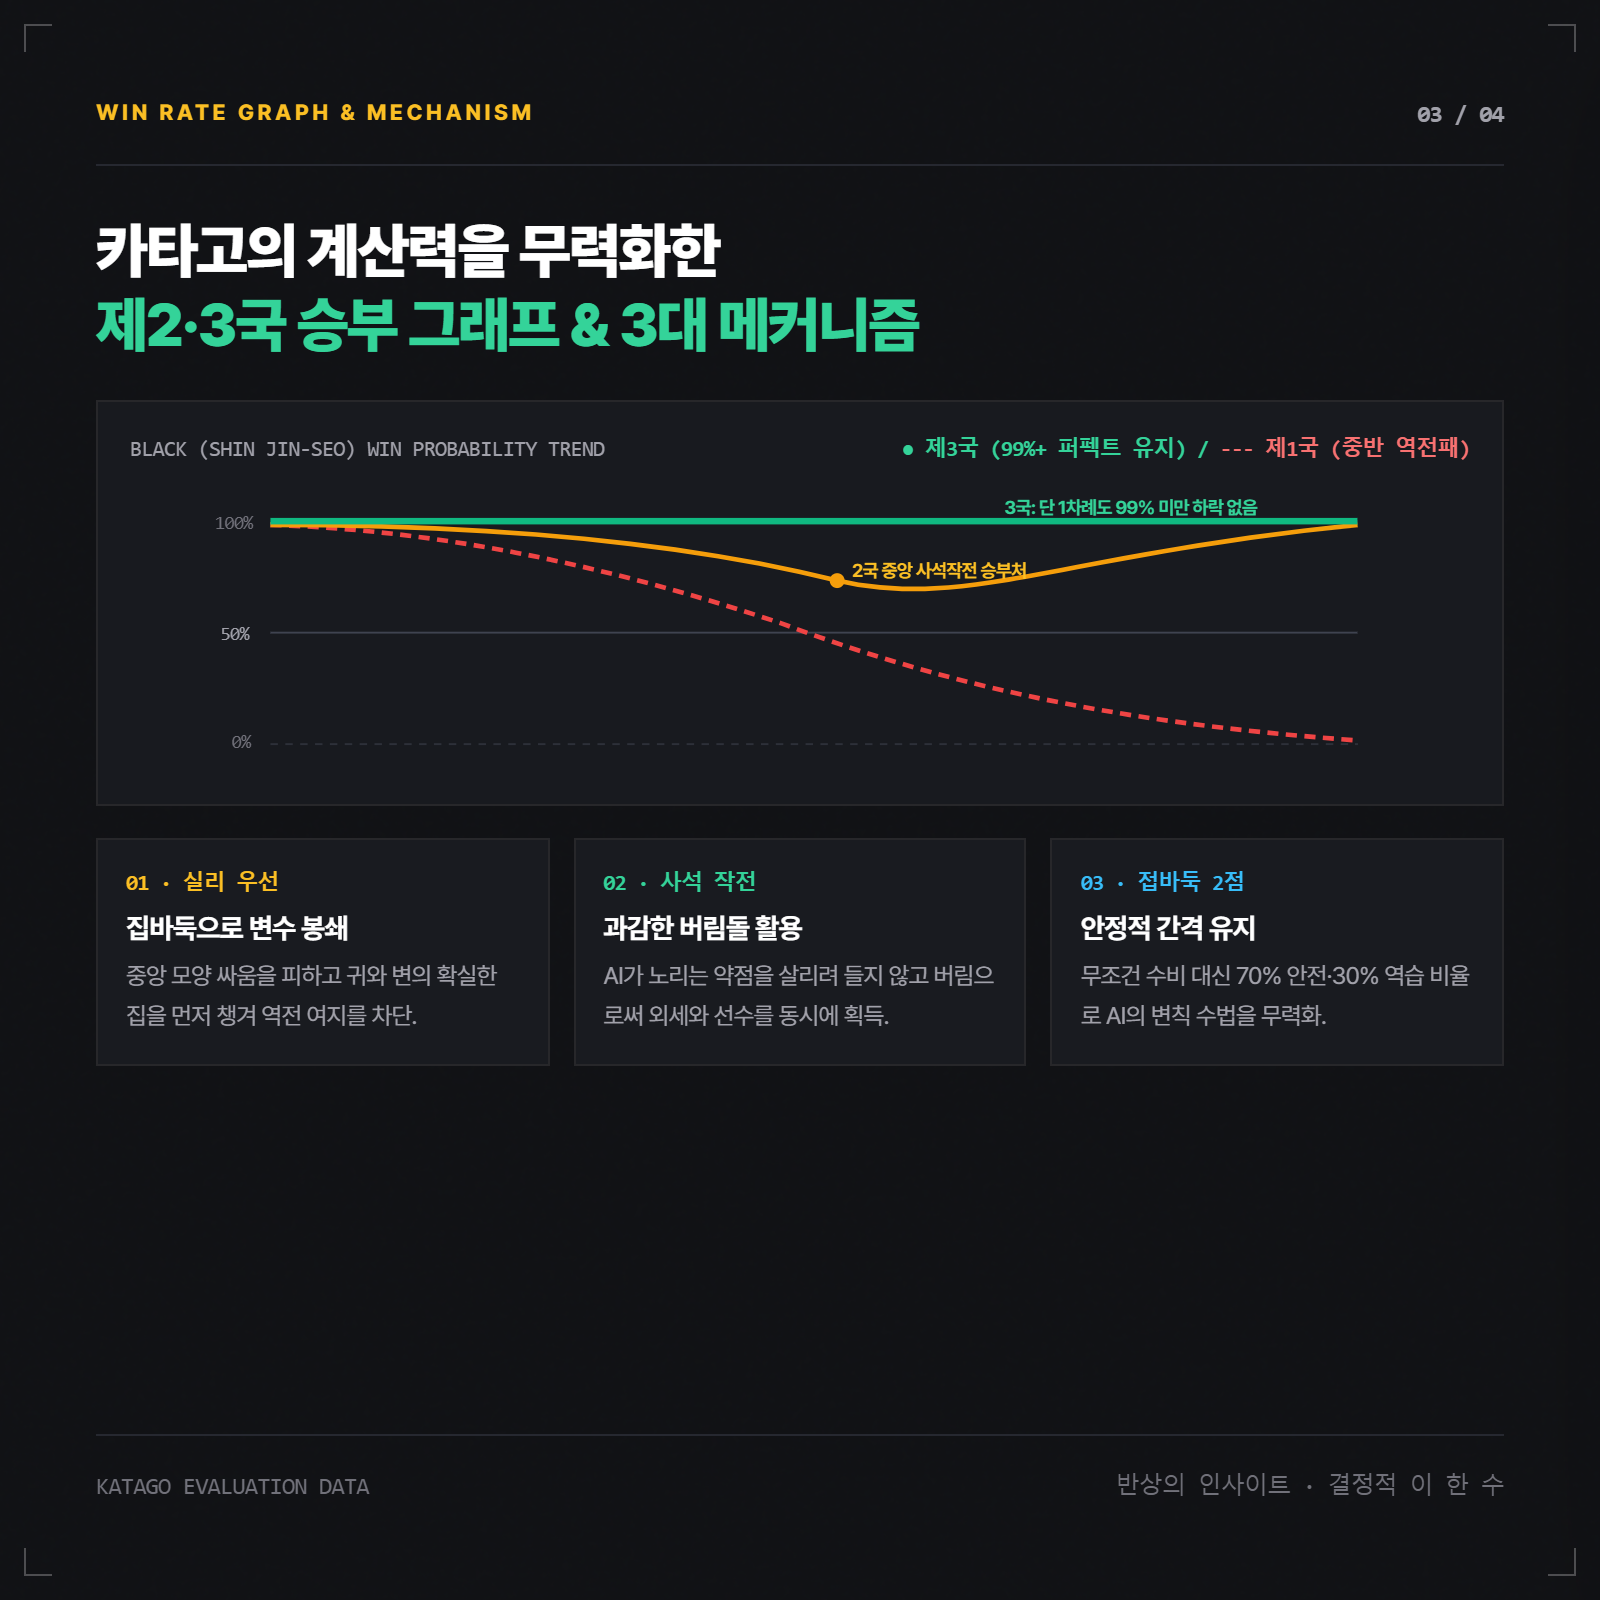 WIN RATE GRAPH & MECHANISM
03 / 04
카타고의 계산력을 무력화한
제2·3국 승부 그래프 & 3대 메커니즘
BLACK (SHIN JIN-SEO) WIN PROBABILITY TREND
● 제3국 (99%+ 퍼펙트 유지) / --- 제1국 (중반 역전패)
3국: 단 1차례도 99% 미만 하락 없음
100%
2국 중앙 사석작전 승부처
50%
0%
01 · 실리 우선
집바둑으로 변수 봉쇄
중앙 모양 싸움을 피하고 귀와 변의 확실한
집을 먼저 챙겨 역전 여지를 차단.
02 · 사석 작전
과감한 버림돌 활용
AI가 노리는 약점을 살리려 들지 않고 버림으
로써 외세와 선수를 동시에 획득.
03 · 접바둑 2점
안정적 간격 유지
무조건 수비 대신 70% 안전·30% 역습 비율
로 AI의 변칙 수법을 무력화.
KATAGO EVALUATION DATA
반상의 인사이트 · 결정적 이 한 수